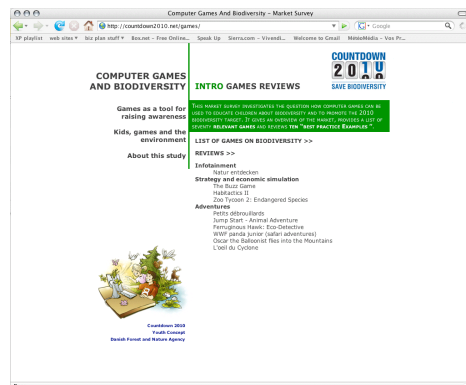 Computer Games And Biodiversity – Market Survey
http://countdown2010.net/games/
Google
XP playlist web sites biz plan stuff Box.net – Free Online... Speak Up Sierra.com – Vivendi... Welcome to Gmail MétéoMédia – Vos Pr...
COMPUTER GAMES
AND BIODIVERSITY
Games as a tool for
raising awareness
Kids, games and the
environment
About this study
INTRO GAMES REVIEWS
COUNTDOWN
2010
SAVE BIODIVERSITY
THIS MARKET SURVEY INVESTIGATES THE QUESTION HOW COMPUTER GAMES CAN BE
USED TO EDUCATE CHILDREN ABOUT BIODIVERSITY AND TO PROMOTE THE 2010
BIODIVERSITY TARGET. IT GIVES AN OVERVIEW OF THE MARKET, PROVIDES A LIST OF
SEVENTY RELEVANT GAMES AND REVIEWS TEN "BEST PRACTICE EXAMPLES ".
LIST OF GAMES ON BIODIVERSITY >>
REVIEWS >>
Infotainment
Natur entdecken
Strategy and economic simulation
The Buzz Game
Habitactics II
Zoo Tycoon 2: Endangered Species
Adventures
Petits débrouillards
Jump Start - Animal Adventure
Ferruginous Hawk: Eco-Detective
WWF panda junior (safari adventures)
Oscar the Balloonist flies into the Mountains
L'oeil du Cyclone
Countdown 2010
Youth Concept
Danish Forest and Nature Agency